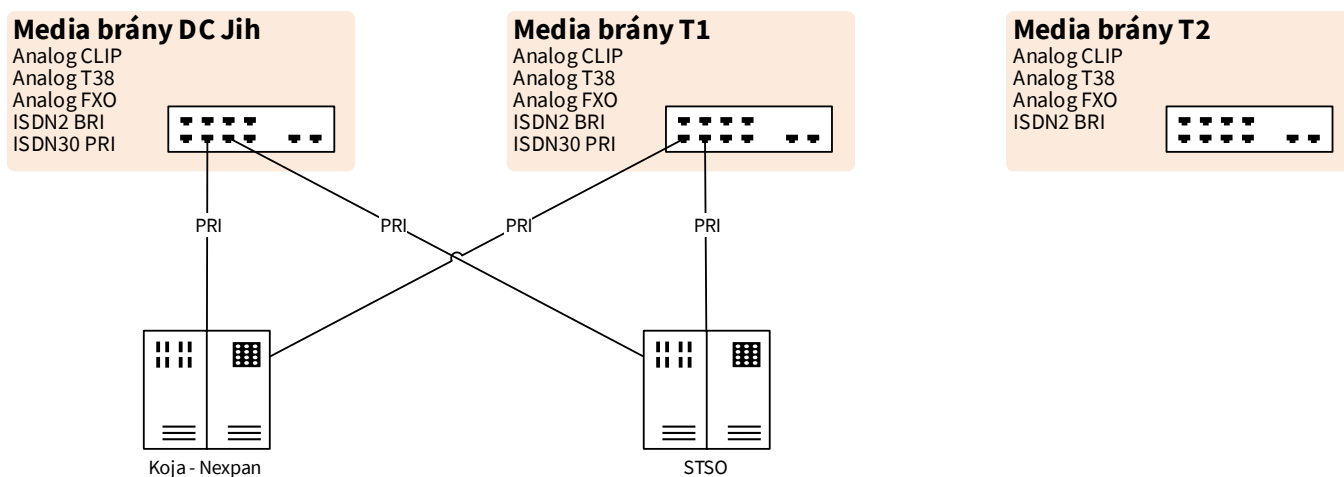 Media brány DC Jih
Analog CLIP
Analog T38
Analog FXO
ISDN2 BRI
ISDN30 PRI
Media brány T1
Analog CLIP
Analog T38
Analog FXO
ISDN2 BRI
ISDN30 PRI
Media brány T2
Analog CLIP
Analog T38
Analog FXO
ISDN2 BRI
PRI
PRI
PRI
PRI
Koja - Nexpan
STSO